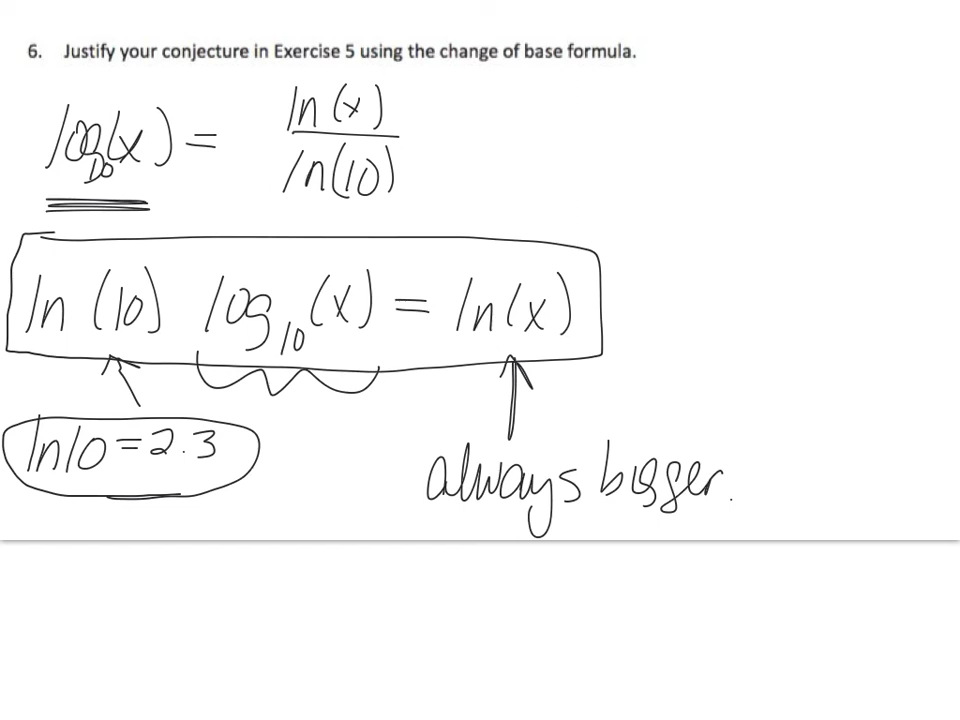 6. Justify your conjecture in Exercise 5 using the change of base formula.
log₁₀(x) = ln(x) / ln(10)
ln(10) log₁₀(x) = ln(x)
ln10=2.3
always bigger.